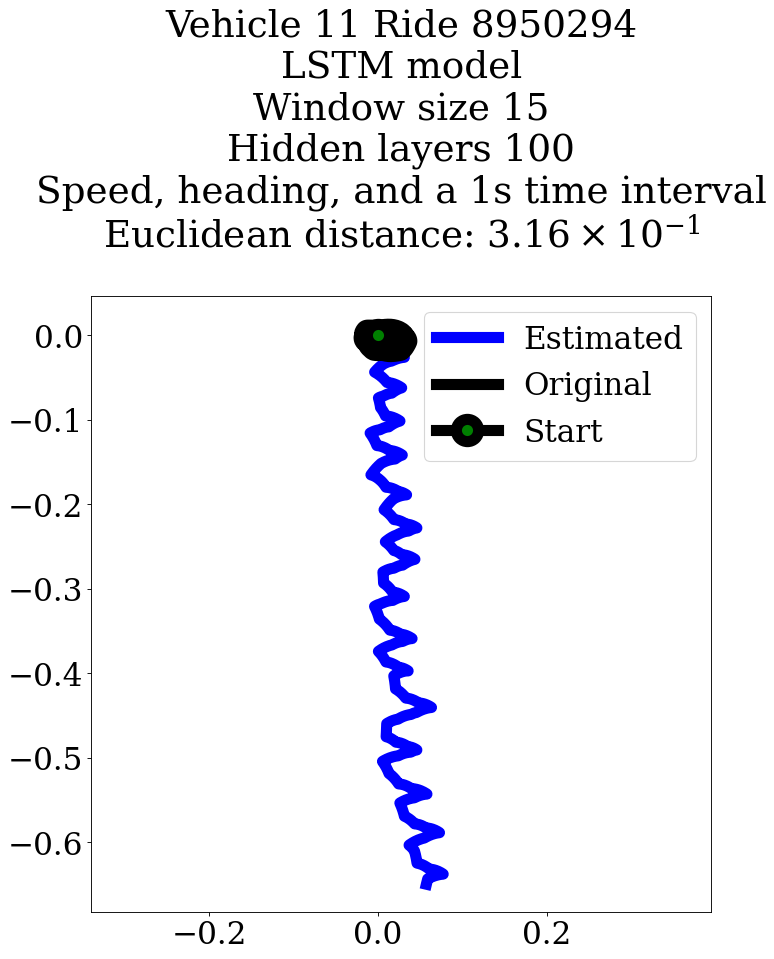 Vehicle 11 Ride 8950294
LSTM model
Window size 15
Hidden layers 100
Speed, heading, and a 1s time interval
Euclidean distance: 3.16 × 10⁻¹
Estimated
Original
Start
0.0
−0.1
−0.2
−0.3
−0.4
−0.5
−0.6
−0.2 0.0 0.2